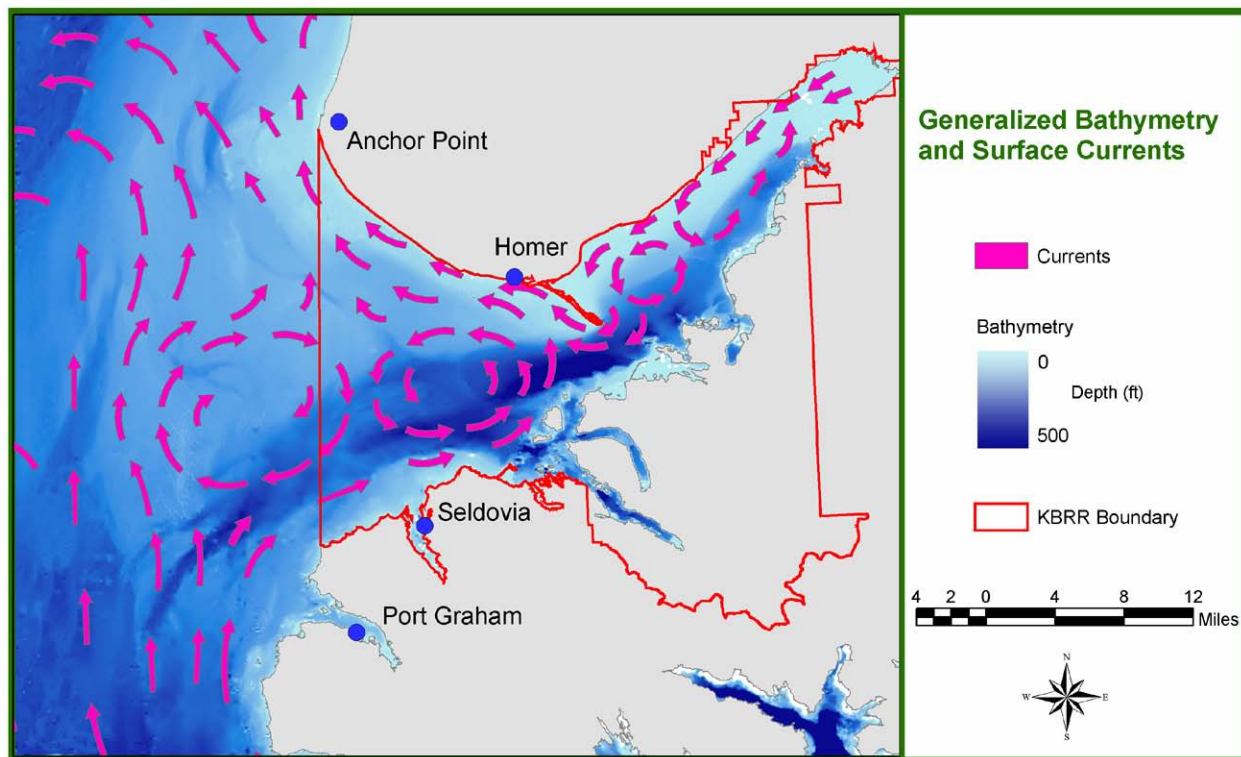 Anchor Point
Homer
Seldovia
Port Graham
Generalized Bathymetry
and Surface Currents
Currents
Bathymetry
0
Depth (ft)
500
KBRR Boundary
4 2 0 4 8 12
Miles
N
W E
S